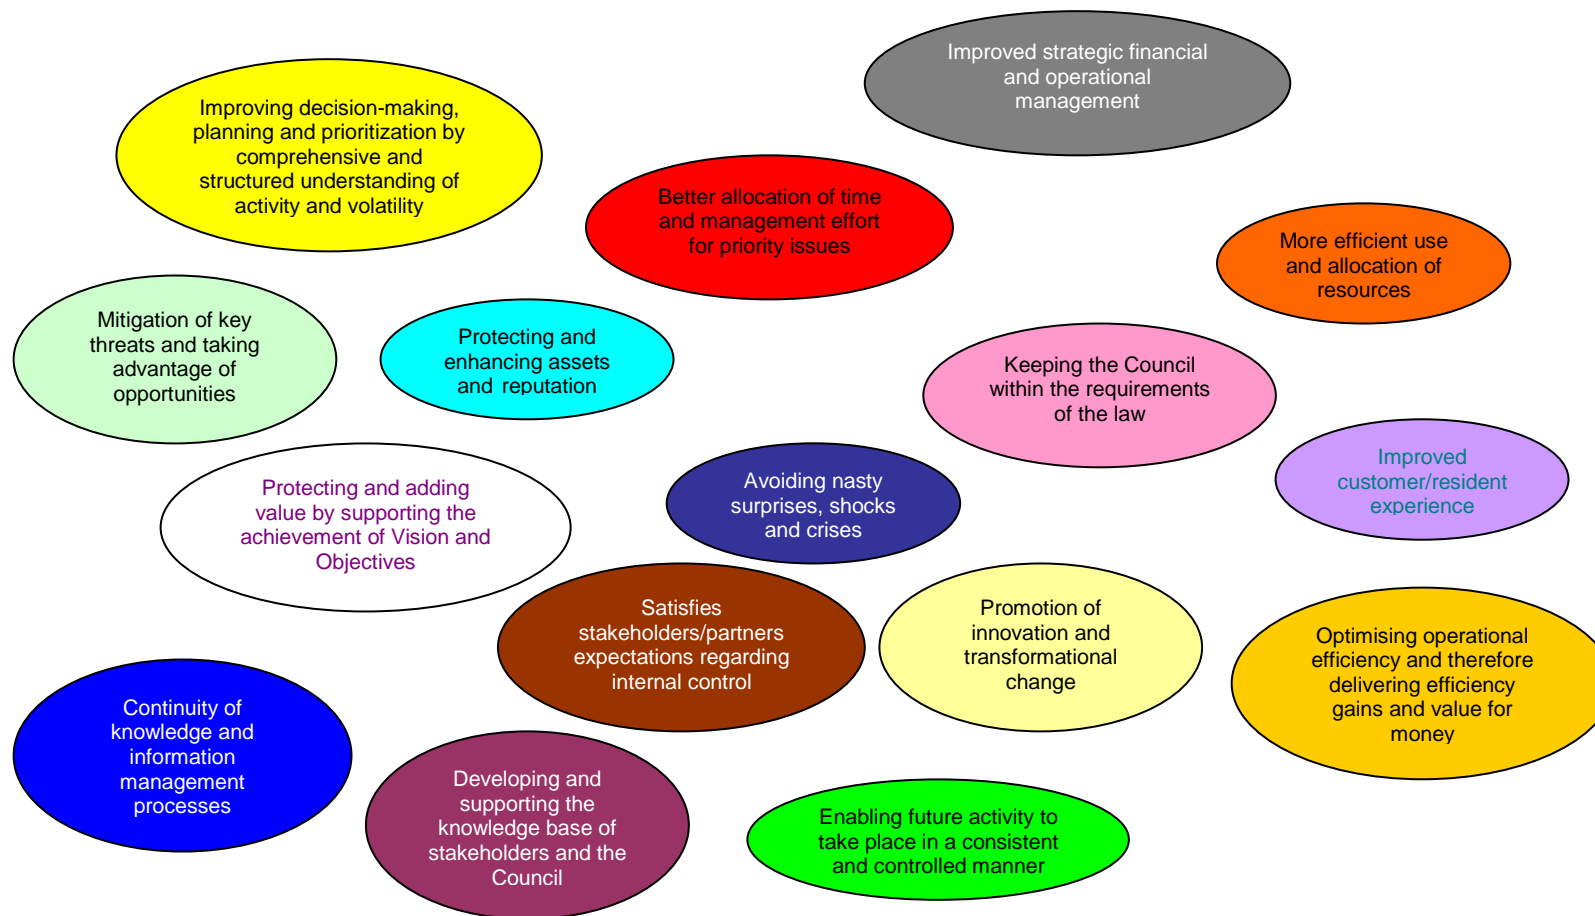 Improved strategic financial
and operational
management
Improving decision-making,
planning and prioritization by
comprehensive and
structured understanding of
activity and volatility
Better allocation of time
and management effort
for priority issues
More efficient use
and allocation of
resources
Mitigation of key
threats and taking
advantage of
opportunities
Protecting and
enhancing assets
and reputation
Keeping the Council
within the requirements
of the law
Improved
customer/resident
experience
Protecting and adding
value by supporting the
achievement of Vision and
Objectives
Avoiding nasty
surprises, shocks
and crises
Satisfies
stakeholders/partners
expectations regarding
internal control
Promotion of
innovation and
transformational
change
Optimising operational
efficiency and therefore
delivering efficiency
gains and value for
money
Continuity of
knowledge and
information
management
processes
Developing and
supporting the
knowledge base of
stakeholders and the
Council
Enabling future activity to
take place in a consistent
and controlled manner